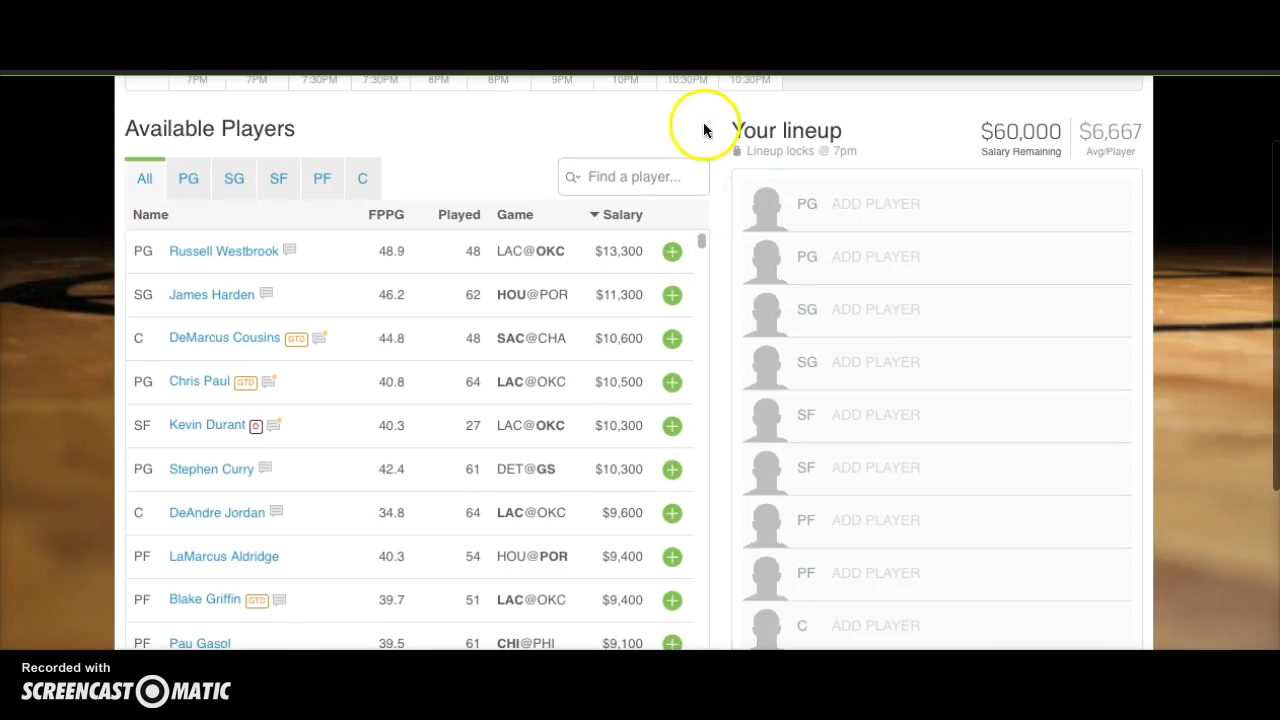 7PM 7PM 7:30PM 7:30PM 8PM 8PM 9PM 10PM 10:30PM 10:30PM
Available Players
All PG SG SF PF C
Find a player...
Name FPPG Played Game Salary
PG Russell Westbrook 48.9 48 LAC@OKC $13,300
SG James Harden 46.2 62 HOU@POR $11,300
C DeMarcus Cousins GTD 44.8 48 SAC@CHA $10,600
PG Chris Paul GTD 40.8 64 LAC@OKC $10,500
SF Kevin Durant O 40.3 27 LAC@OKC $10,300
PG Stephen Curry 42.4 61 DET@GS $10,300
C DeAndre Jordan 34.8 64 LAC@OKC $9,600
PF LaMarcus Aldridge 40.3 54 HOU@POR $9,400
PF Blake Griffin GTD 39.7 51 LAC@OKC $9,400
PF Pau Gasol 39.5 61 CHI@PHI $9,100
Your lineup
Lineup locks @ 7pm
$60,000 $6,667
Salary Remaining Avg/Player
PG ADD PLAYER
PG ADD PLAYER
SG ADD PLAYER
SG ADD PLAYER
SF ADD PLAYER
SF ADD PLAYER
PF ADD PLAYER
PF ADD PLAYER
C ADD PLAYER
Recorded with
SCREENCAST MATIC